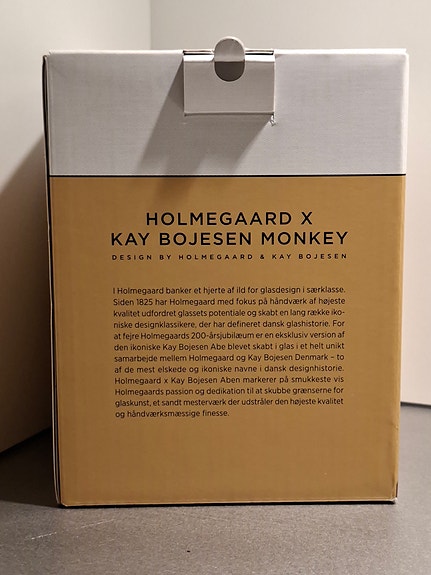 HOLMEGAARD X
KAY BOJESEN MONKEY
DESIGN BY HOLMEGAARD & KAY BOJESEN
I Holmegaard banker et hjerte af ild for glasdesign i særklasse.
Siden 1825 har Holmegaard med fokus på håndværk af højeste
kvalitet udfordret glassets potentiale og skabt en lang række iko-
niske designklassikere, der har defineret dansk glashistorie. For
at fejre Holmegaards 200-årsjubilæum er en eksklusiv version af
den ikoniske Kay Bojesen Abe blevet skabt i glas i et helt unikt
samarbejde mellem Holmegaard og Kay Bojesen Denmark – to
af de mest elskede og ikoniske navne i dansk designhistorie.
Holmegaard x Kay Bojesen Aben markerer på smukkeste vis
Holmegaards passion og dedikation til at skubbe grænserne for
glaskunst, et sandt mesterværk der udstråler den højeste kvalitet
og håndværksmæssige finesse.